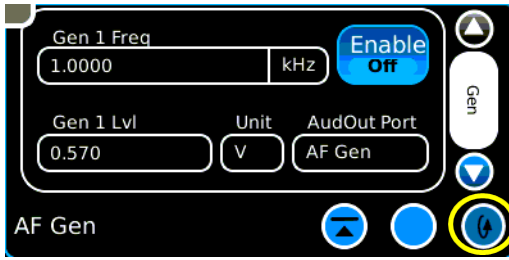 Gen 1 Freq
1.0000 kHz
Enable
Off
Gen 1 Lvl Unit AudOut Port
0.570 V AF Gen
Gen
AF Gen